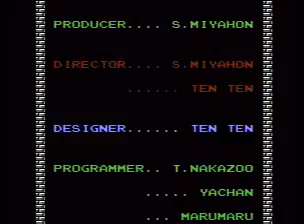 PRODUCER.... S.MIYAHON
DIRECTOR.... S.MIYAHON
...... TEN TEN
DESIGNER...... TEN TEN
PROGRAMMER.. T.NAKAZOO
..... YACHAN
... MARUMARU